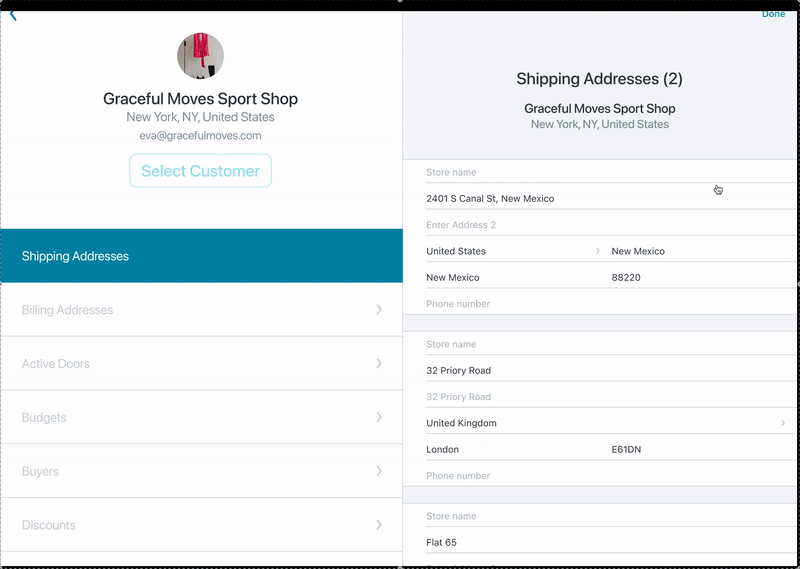 Graceful Moves Sport Shop
New York, NY, United States
eva@gracefulmoves.com
Select Customer
Shipping Addresses
Billing Addresses
Active Doors
Budgets
Buyers
Discounts
Done
Shipping Addresses (2)
Graceful Moves Sport Shop
New York, NY, United States
Store name
2401 S Canal St, New Mexico
Enter Address 2
United States New Mexico
New Mexico 88220
Phone number
Store name
32 Priory Road
32 Priory Road
United Kingdom
London E61DN
Phone number
Store name
Flat 65